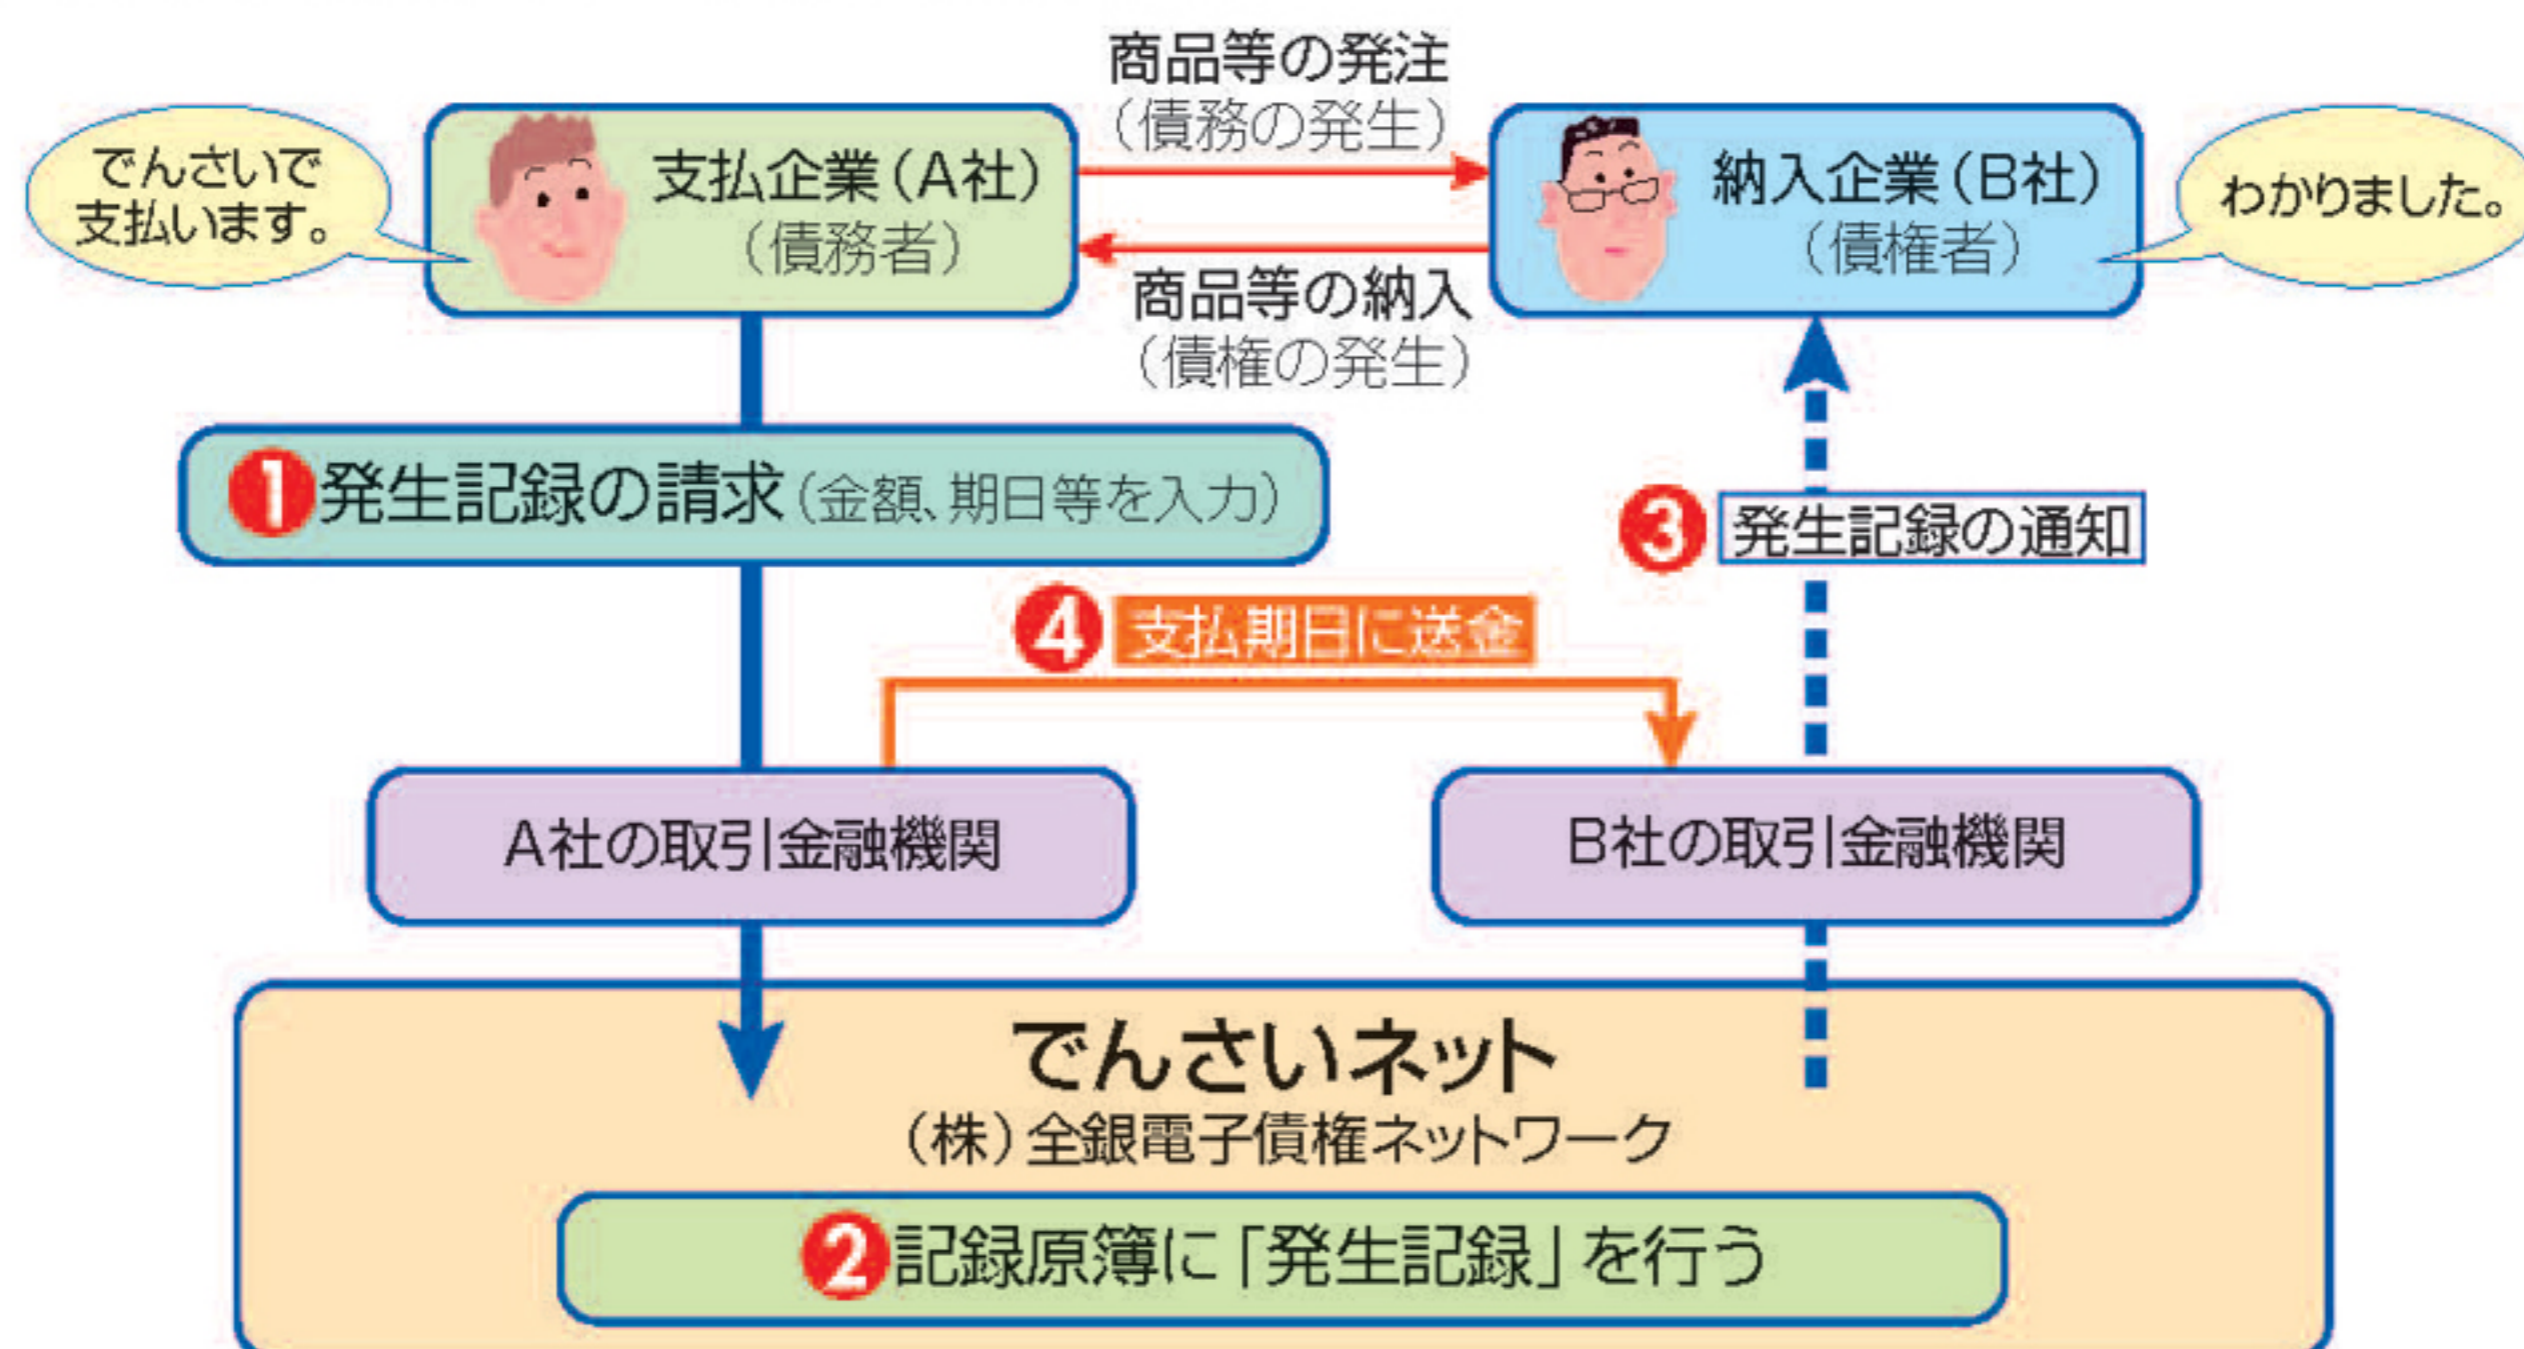 商品等の発注
（債務の発生）
でんさいで
支払います。
支払企業（A社）
（債務者）
納入企業（B社）
（債権者）
わかりました。
商品等の納入
（債権の発生）
❶発生記録の請求（金額、期日等を入力）
❸発生記録の通知
❹支払期日に送金
A社の取引金融機関
B社の取引金融機関
でんさいネット
（株）全銀電子債権ネットワーク
❷記録原簿に「発生記録」を行う